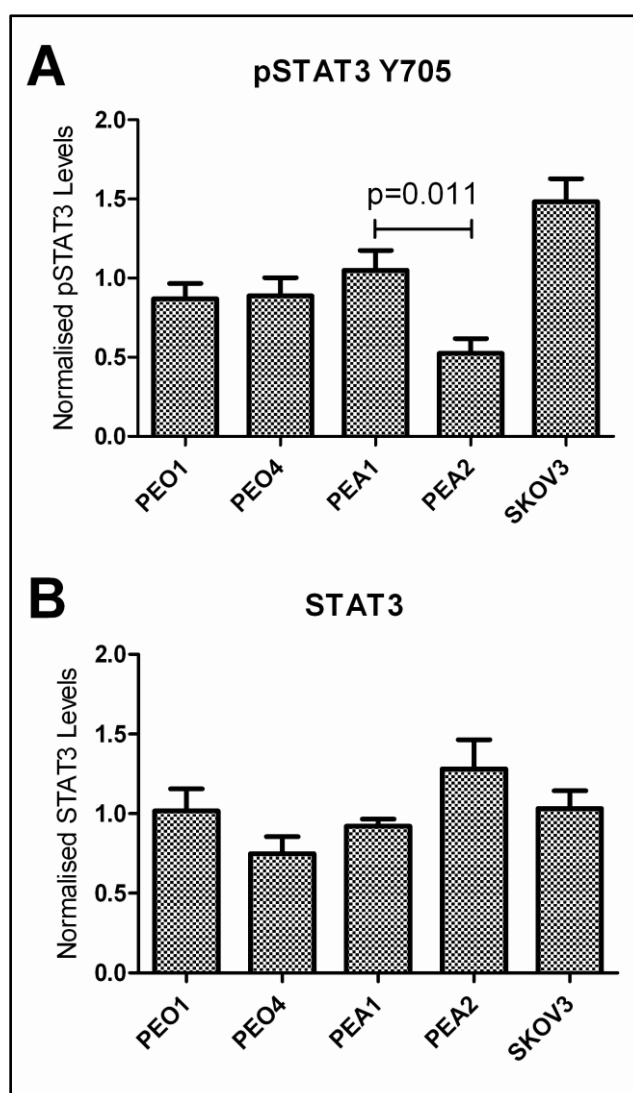 A
pSTAT3 Y705
Normalised pSTAT3 Levels
2.0
1.5
1.0
0.5
0.0
p=0.011
PEO1
PEO4
PEA1
PEA2
SKOV3
B
STAT3
Normalised STAT3 Levels
2.0
1.5
1.0
0.5
0.0
PEO1
PEO4
PEA1
PEA2
SKOV3